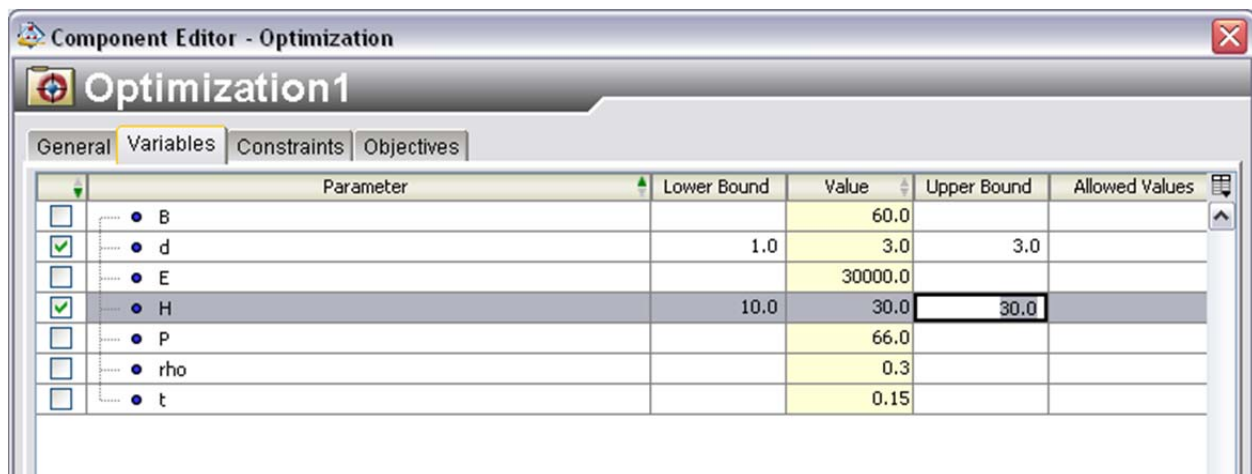 Component Editor - Optimization
Optimization1
General Variables Constraints Objectives
Parameter Lower Bound Value Upper Bound Allowed Values
B 60.0
d 1.0 3.0 3.0
E 30000.0
H 10.0 30.0 30.0
P 66.0
rho 0.3
t 0.15